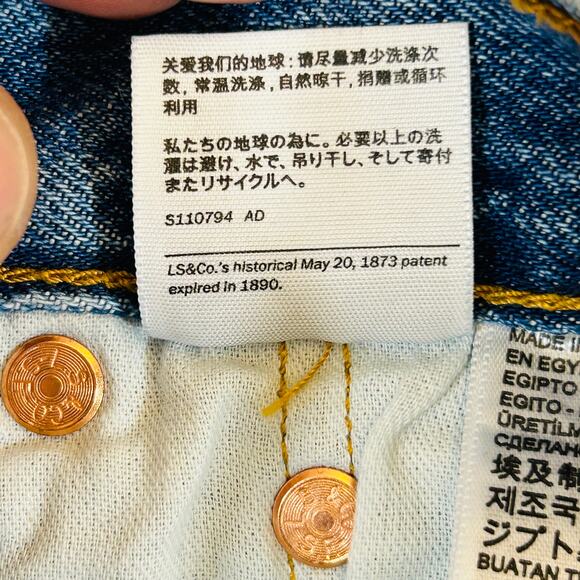 关爱我们的地球：请尽量减少洗涤次
数，常温洗涤，自然晾干，捐赠或循环
利用
私たちの地球の為に。必要以上の洗
濯は避け、水で、吊り干し、そして寄付
またリサイクルへ。
S110794 AD
LS&Co.'s historical May 20, 1873 patent
expired in 1890.
MADE IN
EN EGY
EGIPTO
EGITO -
ÜRETİLM
СДЕЛАН
埃及制
제조국
ジプト
BUATAN